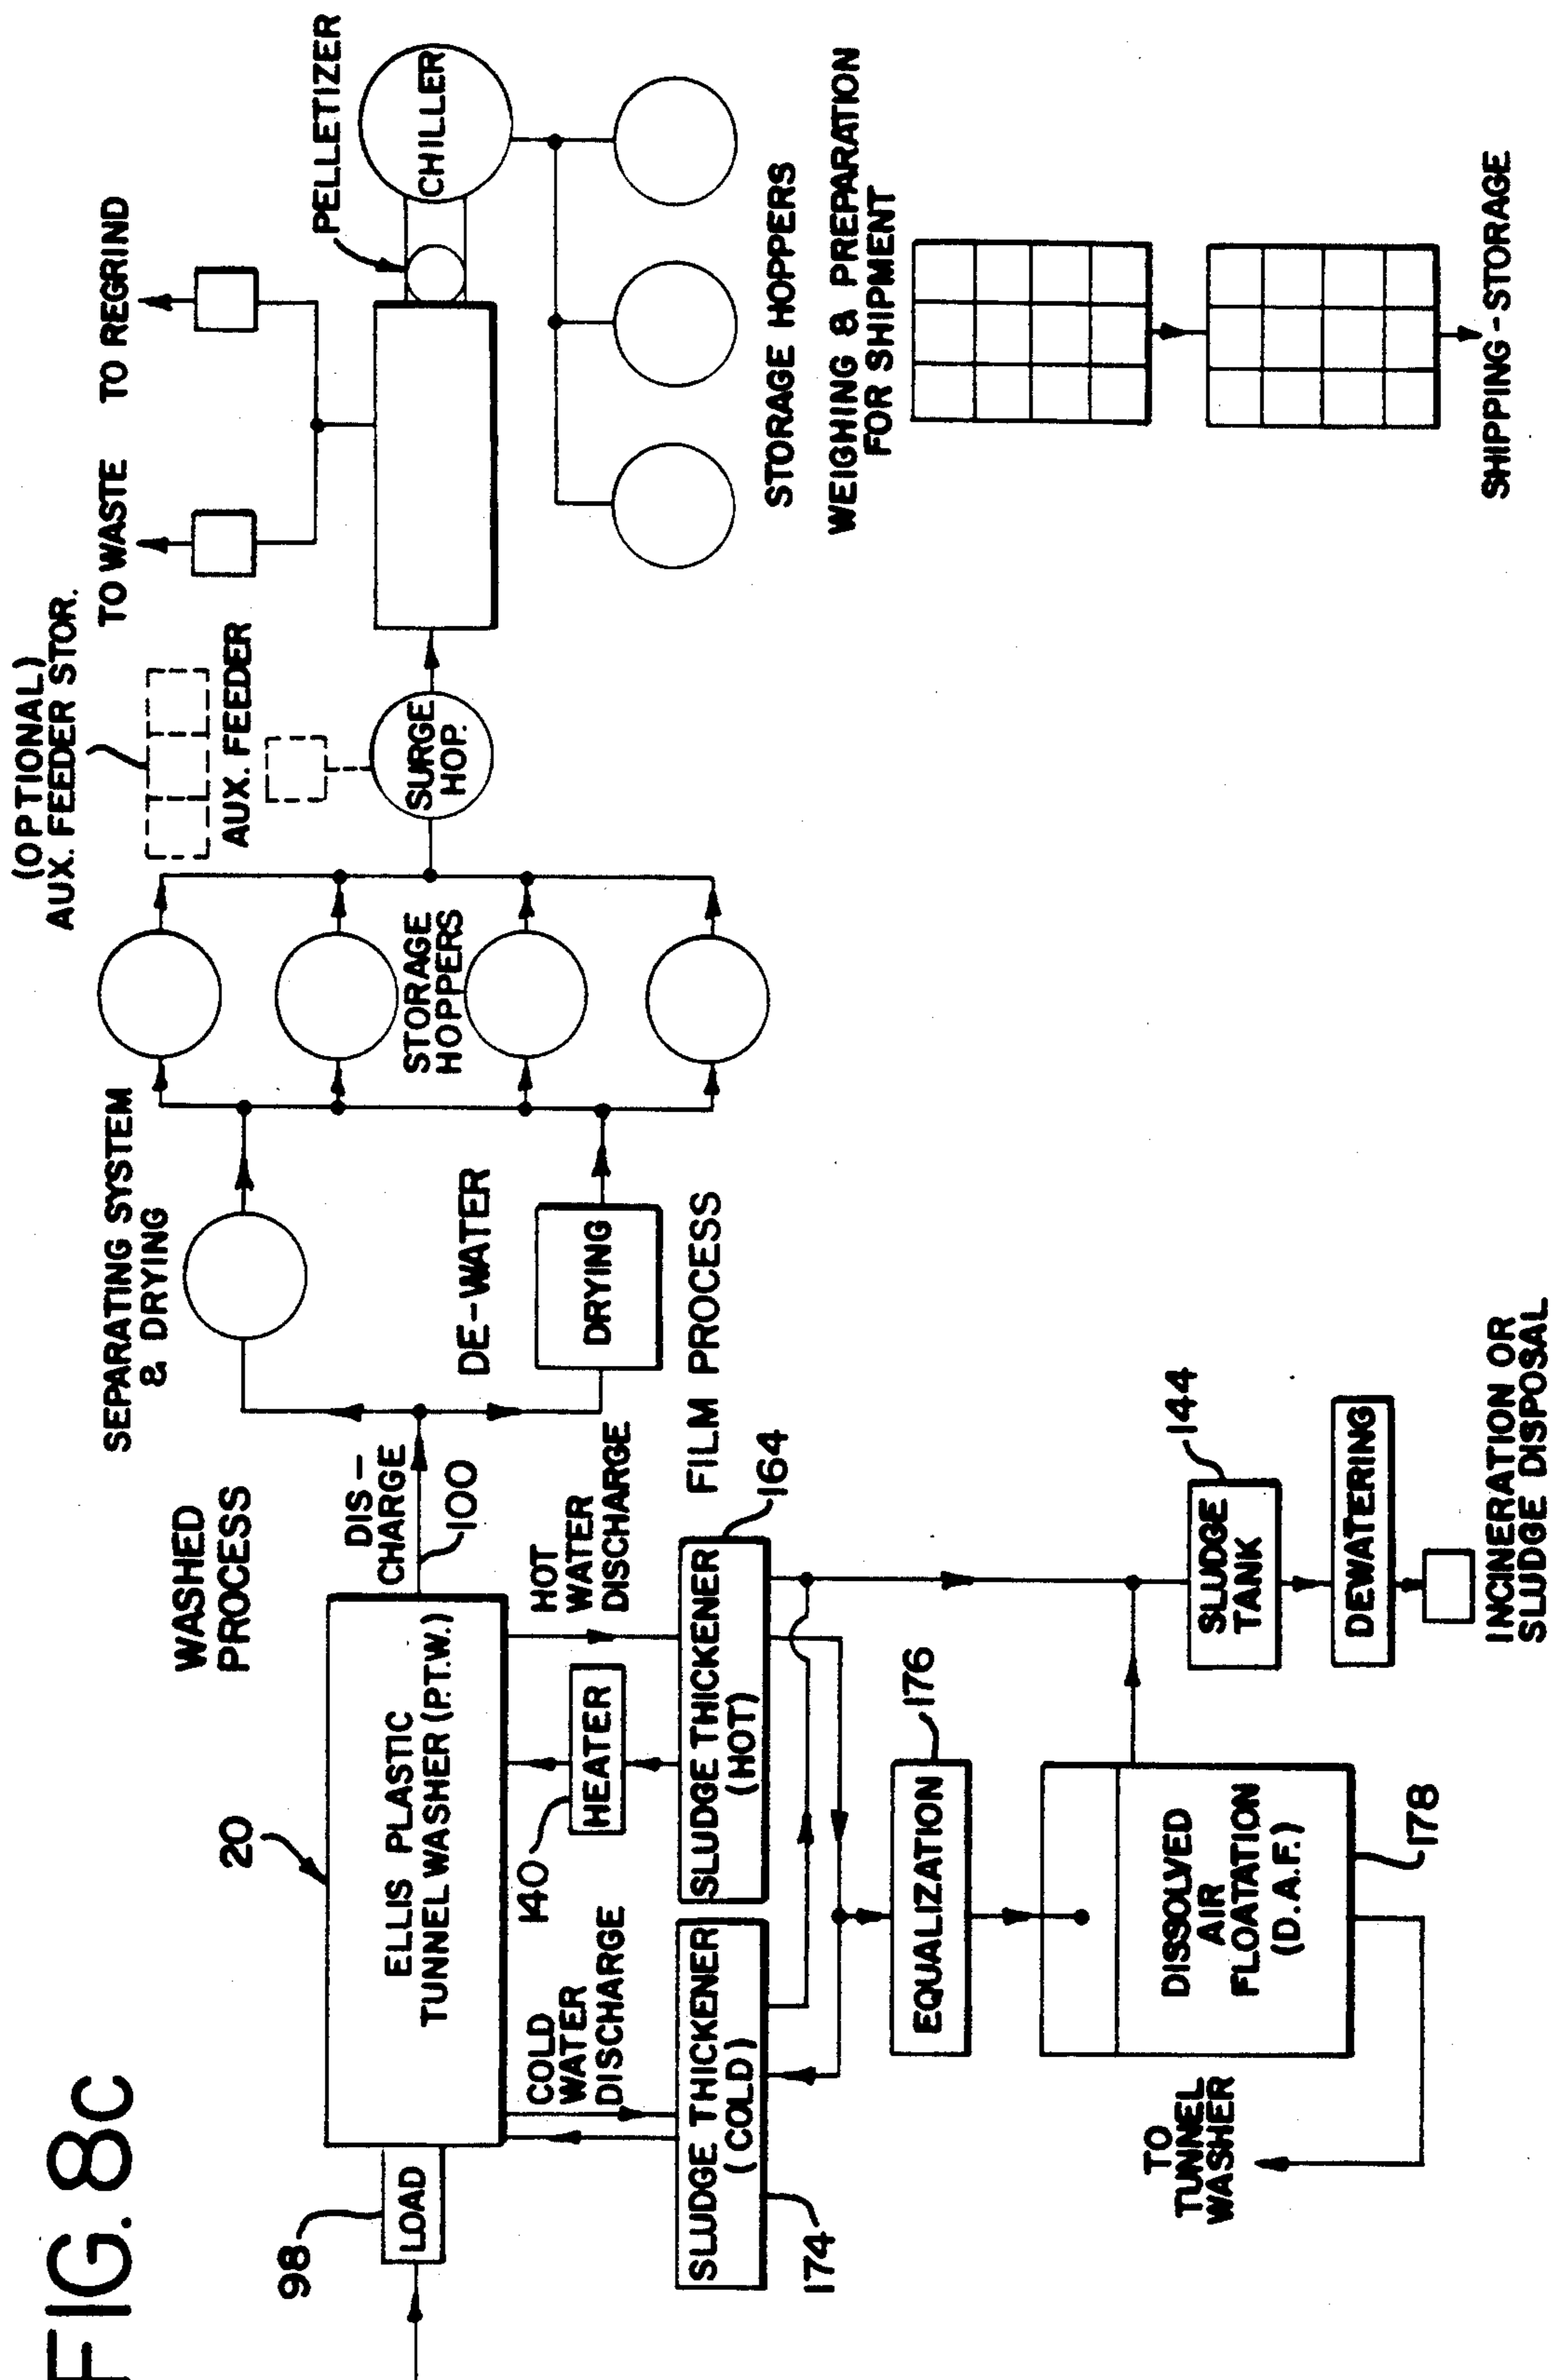 FIG. 8C
98
LOAD
20
ELLIS PLASTIC
TUNNEL WASHER (P.T.W.)
WASHED
PROCESS
DIS-
CHARGE
100
COLD
WATER
DISCHARGE
140
HEATER
HOT
WATER
DISCHARGE
SLUDGE THICKENER
(COLD)
174
SLUDGE THICKENER
(HOT)
164
EQUALIZATION
176
DISSOLVED
AIR
FLOATATION
(D.A.F.)
178
TO
TUNNEL
WASHER
SLUDGE
TANK
144
DEWATERING
INCINERATION OR
SLUDGE DISPOSAL
SEPARATING SYSTEM
& DRYING
DE-WATER
DRYING
FILM PROCESS
STORAGE
HOPPERS
(OPTIONAL)
AUX. FEEDER STOR.
AUX. FEEDER
SURGE
HOP.
TO WASTE
TO REGRIND
PELLETIZER
CHILLER
STORAGE HOPPERS
WEIGHING & PREPARATION
FOR SHIPMENT
SHIPPING-STORAGE